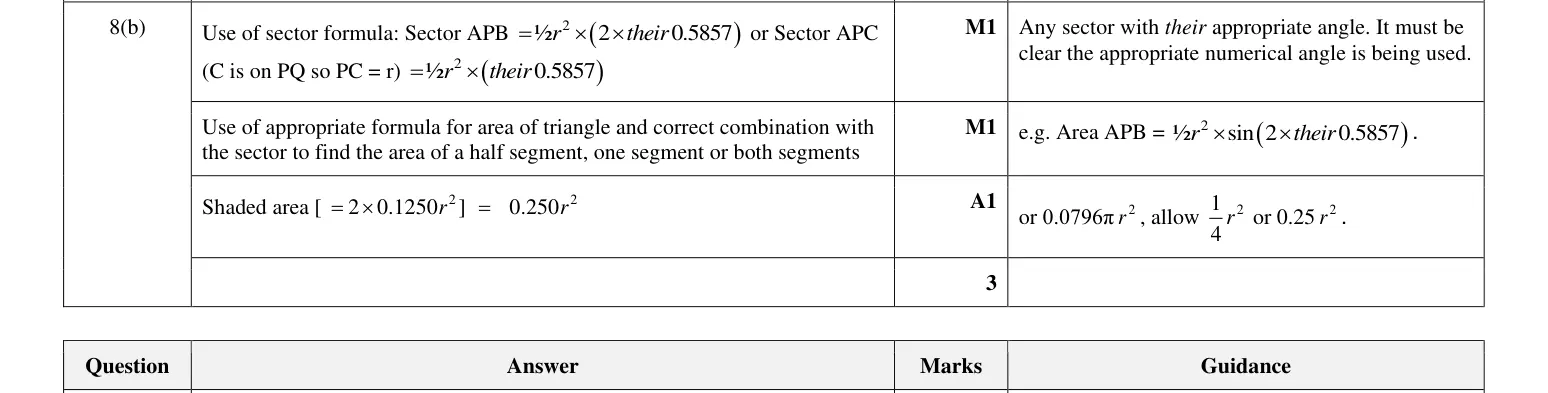 8(b)
Use of sector formula: Sector APB =½r² × (2 × their 0.5857) or Sector APC
(C is on PQ so PC = r) =½r² × (their 0.5857)
M1
Any sector with their appropriate angle. It must be
clear the appropriate numerical angle is being used.
Use of appropriate formula for area of triangle and correct combination with
the sector to find the area of a half segment, one segment or both segments
M1
e.g. Area APB = ½r² × sin(2 × their 0.5857).
Shaded area [ = 2 × 0.1250r² ] = 0.250r²
A1
or 0.0796π r², allow 1/4 r² or 0.25 r².
3
Question Answer Marks Guidance